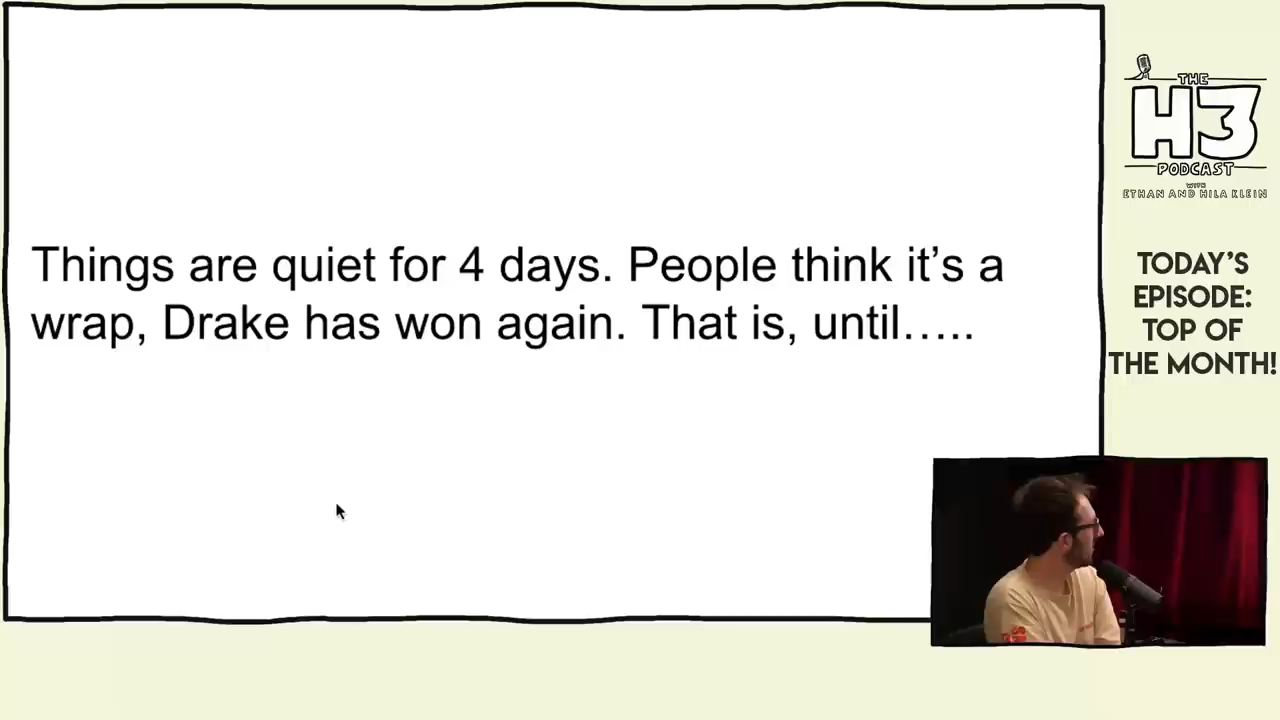 Things are quiet for 4 days. People think it’s a
wrap, Drake has won again. That is, until…..
THE
H3
PODCAST
WITH
ETHAN AND HILA KLEIN
TODAY’S
EPISODE:
TOP OF
THE MONTH!